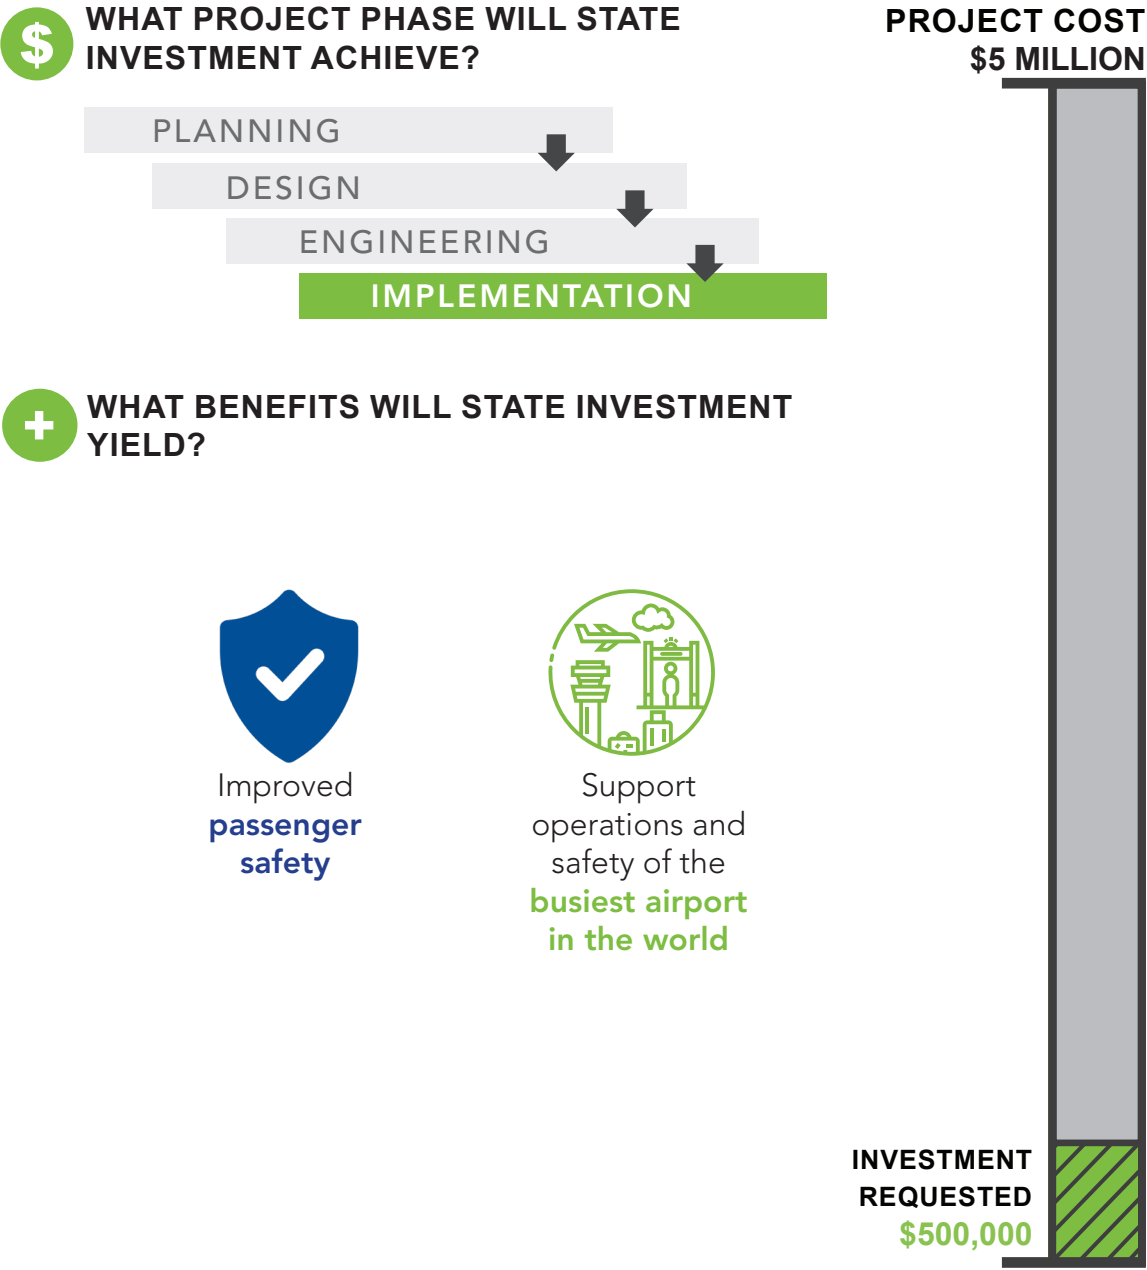 $
WHAT PROJECT PHASE WILL STATE
INVESTMENT ACHIEVE?
PLANNING
DESIGN
ENGINEERING
IMPLEMENTATION
WHAT BENEFITS WILL STATE INVESTMENT
YIELD?
Improved
passenger
safety
Support
operations and
safety of the
busiest airport
in the world
PROJECT COST
$5 MILLION
INVESTMENT
REQUESTED
$500,000